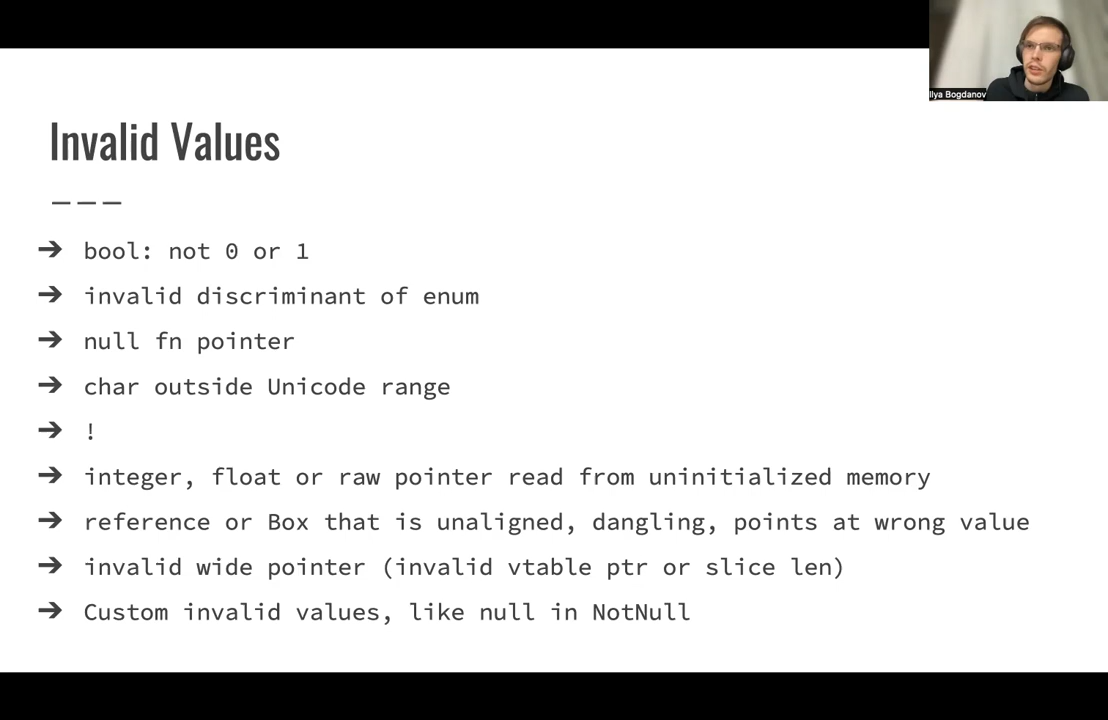 Ilya Bogdanov
Invalid Values
———
➔ bool: not 0 or 1
➔ invalid discriminant of enum
➔ null fn pointer
➔ char outside Unicode range
➔ !
➔ integer, float or raw pointer read from uninitialized memory
➔ reference or Box that is unaligned, dangling, points at wrong value
➔ invalid wide pointer (invalid vtable ptr or slice len)
➔ Custom invalid values, like null in NotNull